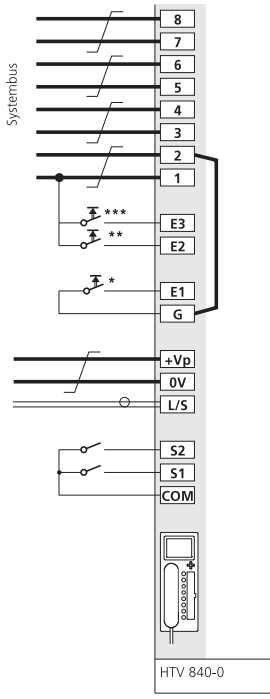 Systembus
8
7
6
5
4
3
2
1
*** E3
** E2
* E1
G
+Vp
0V
L/S
S2
S1
COM
HTV 840-0